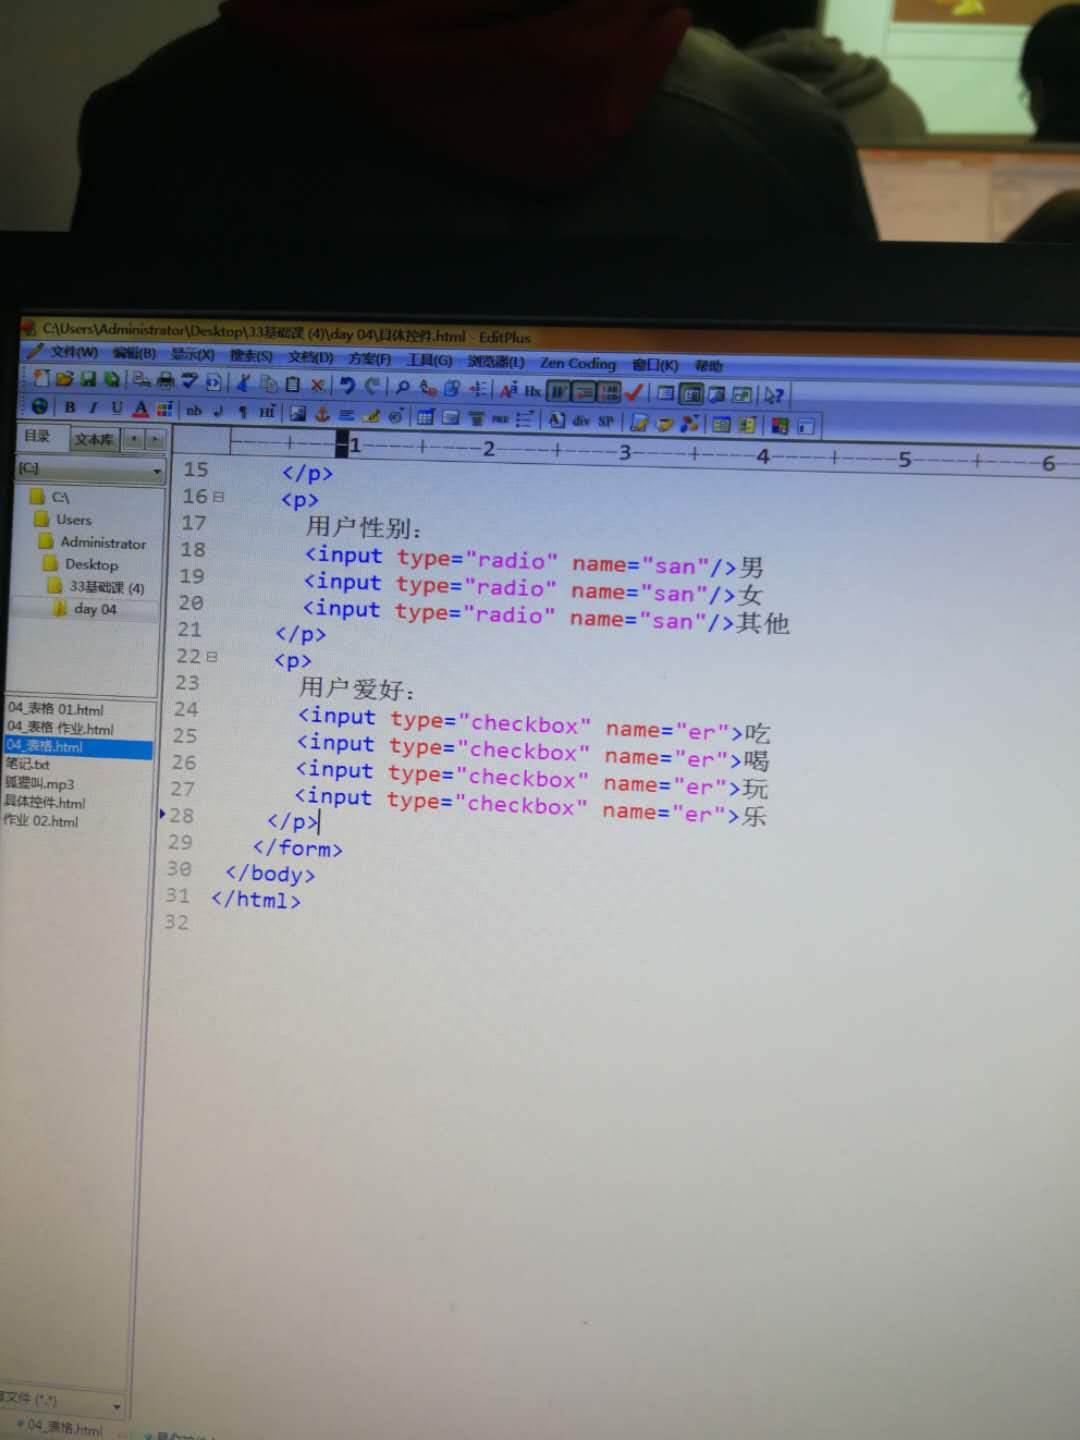 C:\Users\Administrator\Desktop\33基础课 (4)\day 04\具体控件.html - EditPlus
文件(W) 编辑(B) 显示(X) 搜索(S) 文档(D) 方案(F) 工具(G) 浏览器(L) Zen Coding 窗口(K) 帮助
B I U A nb ¶ HI PRE A div SP
目录 文本库
1 2 3 4 5 6
[C:]
C:\
Users
Administrator
Desktop
33基础课 (4)
day 04
04_表格 01.html
04_表格 作业.html
04_表格.html
笔记.txt
狐狸叫.mp3
具体控件.html
作业 02.html
15 </p>
16 <p>
17 用户性别：
18 <input type="radio" name="san"/>男
19 <input type="radio" name="san"/>女
20 <input type="radio" name="san"/>其他
21 </p>
22 <p>
23 用户爱好：
24 <input type="checkbox" name="er">吃
25 <input type="checkbox" name="er">喝
26 <input type="checkbox" name="er">玩
27 <input type="checkbox" name="er">乐
28 </p>
29 </form>
30 </body>
31 </html>
32
文件 (*.*)
04_表格.html